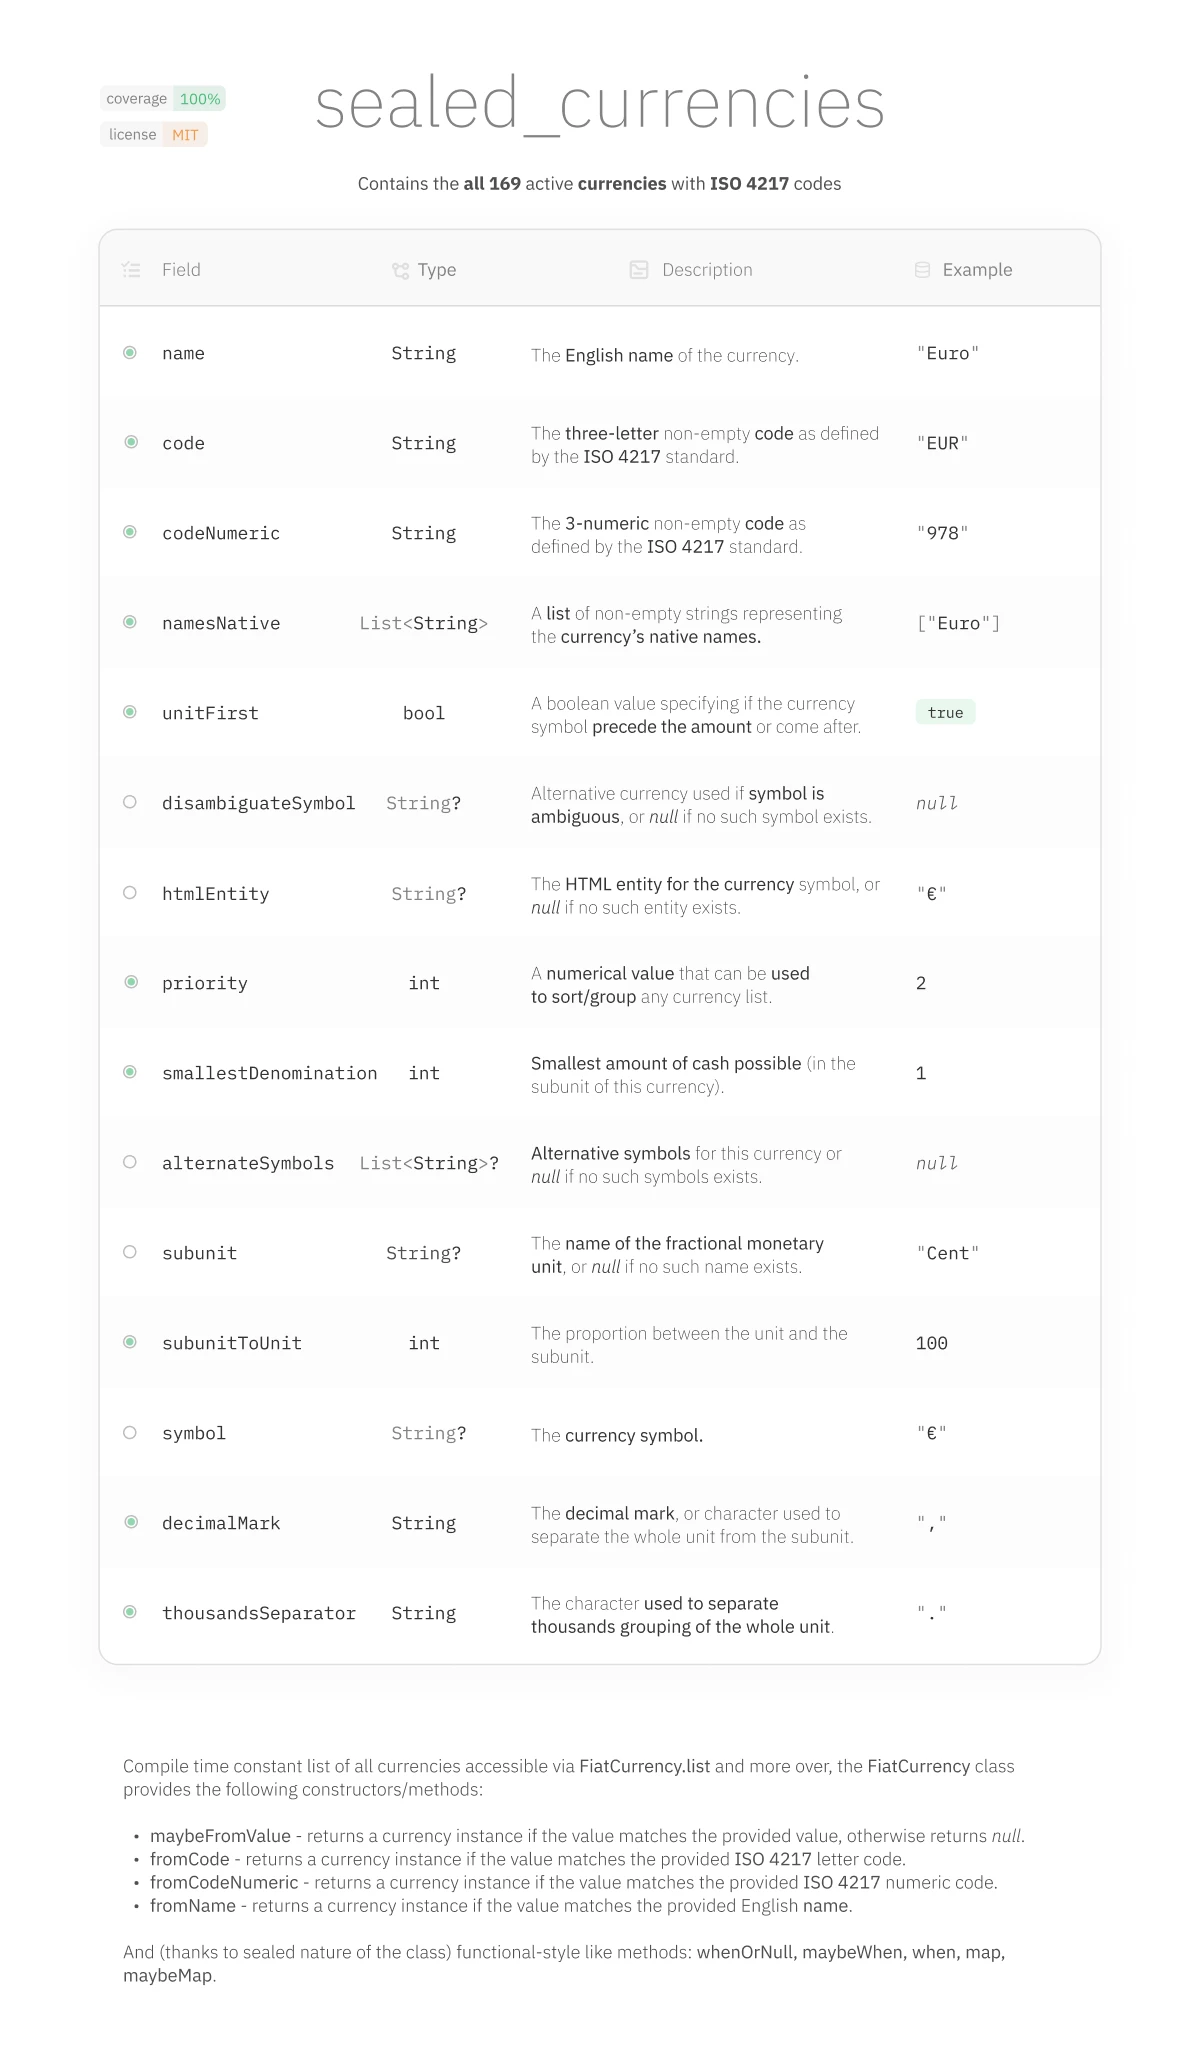 coverage 100%
license MIT
sealed_currencies
Contains the all 169 active currencies with ISO 4217 codes
Field Type Description Example
name String The English name of the currency. "Euro"
code String The three-letter non-empty code as defined
by the ISO 4217 standard. "EUR"
codeNumeric String The 3-numeric non-empty code as
defined by the ISO 4217 standard. "978"
namesNative List<String> A list of non-empty strings representing
the currency’s native names. ["Euro"]
unitFirst bool A boolean value specifying if the currency
symbol precede the amount or come after. true
disambiguateSymbol String? Alternative currency used if symbol is
ambiguous, or null if no such symbol exists. null
htmlEntity String? The HTML entity for the currency symbol, or
null if no such entity exists. "€"
priority int A numerical value that can be used
to sort/group any currency list. 2
smallestDenomination int Smallest amount of cash possible (in the
subunit of this currency). 1
alternateSymbols List<String>? Alternative symbols for this currency or
null if no such symbols exists. null
subunit String? The name of the fractional monetary
unit, or null if no such name exists. "Cent"
subunitToUnit int The proportion between the unit and the
subunit. 100
symbol String? The currency symbol. "€"
decimalMark String The decimal mark, or character used to
separate the whole unit from the subunit. ","
thousandsSeparator String The character used to separate
thousands grouping of the whole unit. "."
Compile time constant list of all currencies accessible via FiatCurrency.list and more over, the FiatCurrency class
provides the following constructors/methods:
• maybeFromValue - returns a currency instance if the value matches the provided value, otherwise returns null.
• fromCode - returns a currency instance if the value matches the provided ISO 4217 letter code.
• fromCodeNumeric - returns a currency instance if the value matches the provided ISO 4217 numeric code.
• fromName - returns a currency instance if the value matches the provided English name.
And (thanks to sealed nature of the class) functional-style like methods: whenOrNull, maybeWhen, when, map,
maybeMap.